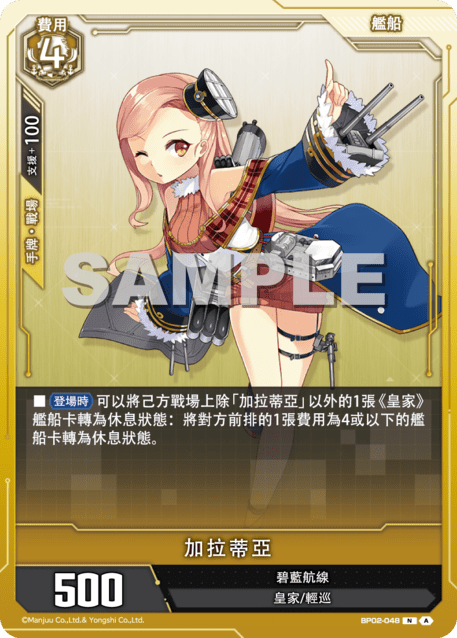 費用
4
艦船
支援+100
手牌・戰場
SAMPLE
■ 登場時 可以將己方戰場上除「加拉蒂亞」以外的1張《皇家》
艦船卡轉為休息狀態：將對方前排的1張費用為4或以下的艦
船卡轉為休息狀態。
加拉蒂亞
500
碧藍航線
皇家/輕巡
©Manjuu Co.,Ltd.& Yongshi Co.,Ltd.
BP02-048 N A